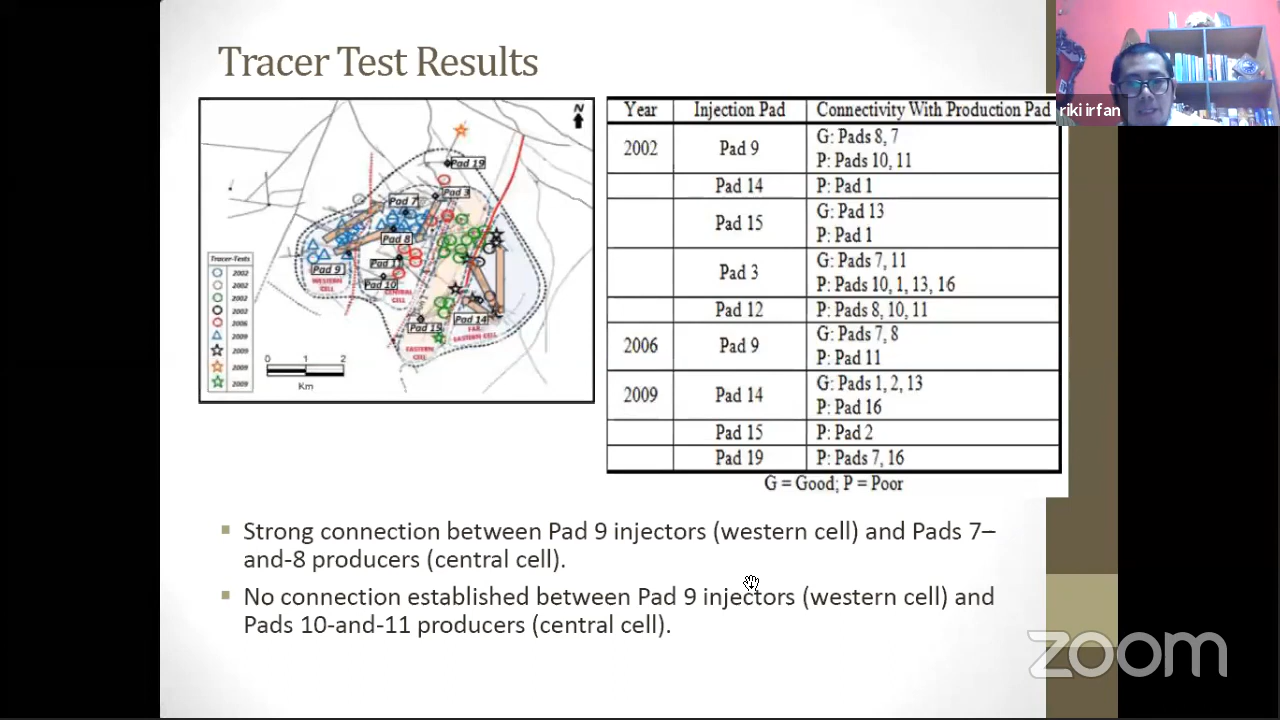 Tracer Test Results
riki irfan
N
Pad 19
Pad 3
Pad 7
Pad 8
Pad 9
Pad 10
Pad 14
WESTERN
CELL
CENTRAL
CELL
EASTERN
CELL
FAR
EASTERN CELL
Tracer-Tests
2002
2002
2002
2002
2006
2009
2009
2009
2009
0 1 2
Km
Year Injection Pad Connectivity With Production Pad
2002 Pad 9 G: Pads 8, 7
P: Pads 10, 11
Pad 14 P: Pad 1
Pad 15 G: Pad 13
P: Pad 1
Pad 3 G: Pads 7, 11
P: Pads 10, 1, 13, 16
Pad 12 P: Pads 8, 10, 11
2006 Pad 9 G: Pads 7, 8
P: Pad 11
2009 Pad 14 G: Pads 1, 2, 13
P: Pad 16
Pad 15 P: Pad 2
Pad 19 P: Pads 7, 16
G = Good; P = Poor
▪ Strong connection between Pad 9 injectors (western cell) and Pads 7–
and-8 producers (central cell).
▪ No connection established between Pad 9 injectors (western cell) and
Pads 10-and-11 producers (central cell).
zoom